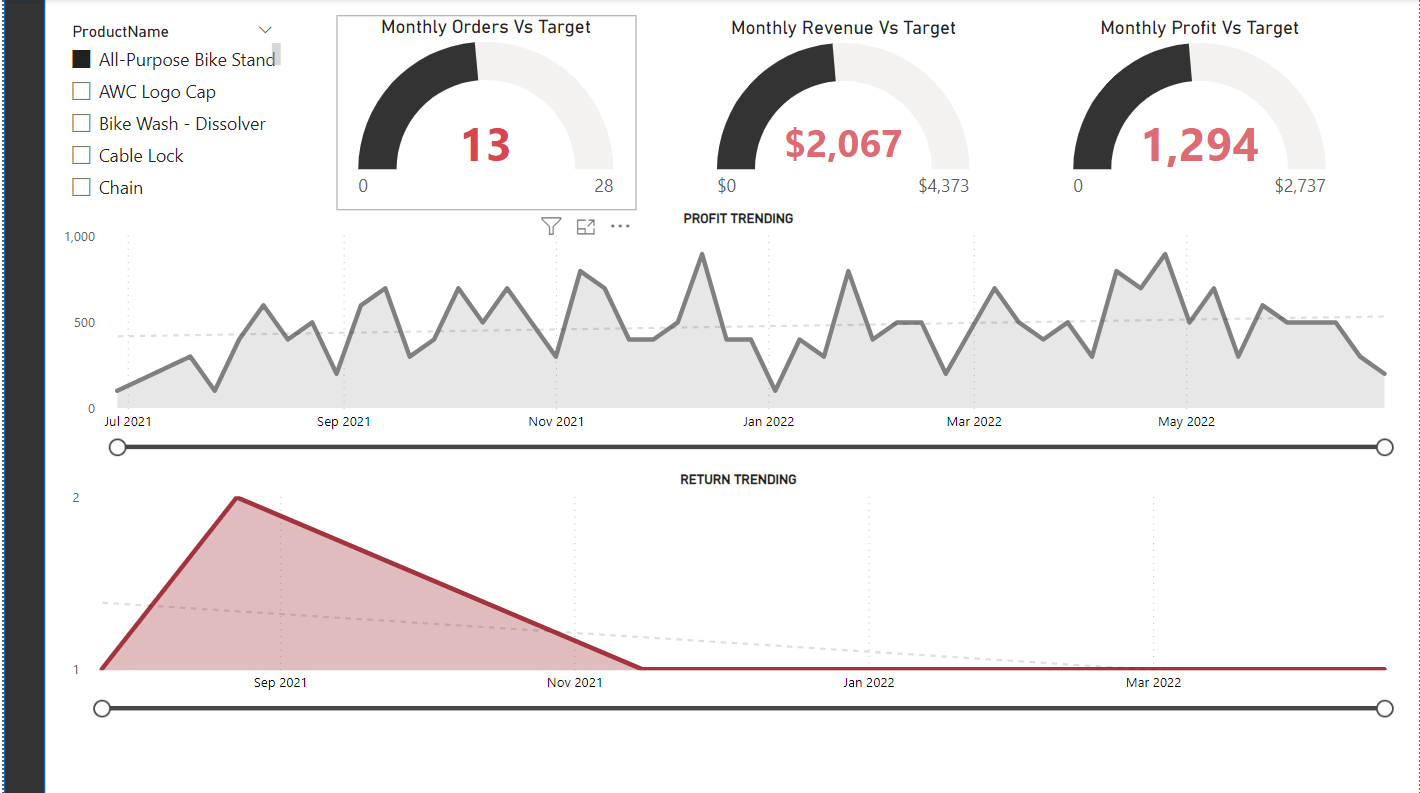 ProductName
All-Purpose Bike Stand
AWC Logo Cap
Bike Wash - Dissolver
Cable Lock
Chain
Monthly Orders Vs Target
13
0 28
Monthly Revenue Vs Target
$2,067
$0 $4,373
Monthly Profit Vs Target
1,294
0 $2,737
PROFIT TRENDING
1,000
500
0
Jul 2021 Sep 2021 Nov 2021 Jan 2022 Mar 2022 May 2022
RETURN TRENDING
2
1
Sep 2021 Nov 2021 Jan 2022 Mar 2022